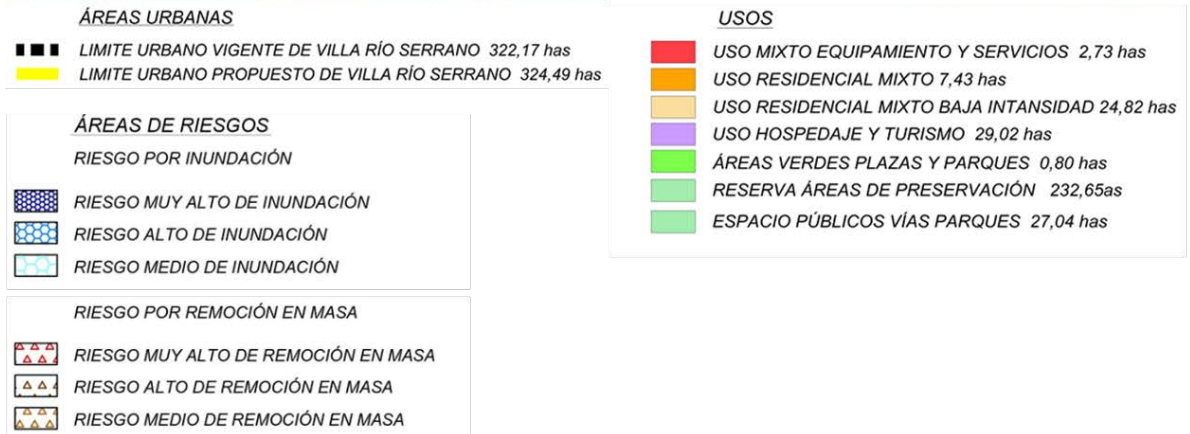 ÁREAS URBANAS
LIMITE URBANO VIGENTE DE VILLA RÍO SERRANO 322,17 has
LIMITE URBANO PROPUESTO DE VILLA RÍO SERRANO 324,49 has
ÁREAS DE RIESGOS
RIESGO POR INUNDACIÓN
RIESGO MUY ALTO DE INUNDACIÓN
RIESGO ALTO DE INUNDACIÓN
RIESGO MEDIO DE INUNDACIÓN
RIESGO POR REMOCIÓN EN MASA
RIESGO MUY ALTO DE REMOCIÓN EN MASA
RIESGO ALTO DE REMOCIÓN EN MASA
RIESGO MEDIO DE REMOCIÓN EN MASA
USOS
USO MIXTO EQUIPAMIENTO Y SERVICIOS 2,73 has
USO RESIDENCIAL MIXTO 7,43 has
USO RESIDENCIAL MIXTO BAJA INTANSIDAD 24,82 has
USO HOSPEDAJE Y TURISMO 29,02 has
ÁREAS VERDES PLAZAS Y PARQUES 0,80 has
RESERVA ÁREAS DE PRESERVACIÓN 232,65as
ESPACIO PÚBLICOS VÍAS PARQUES 27,04 has